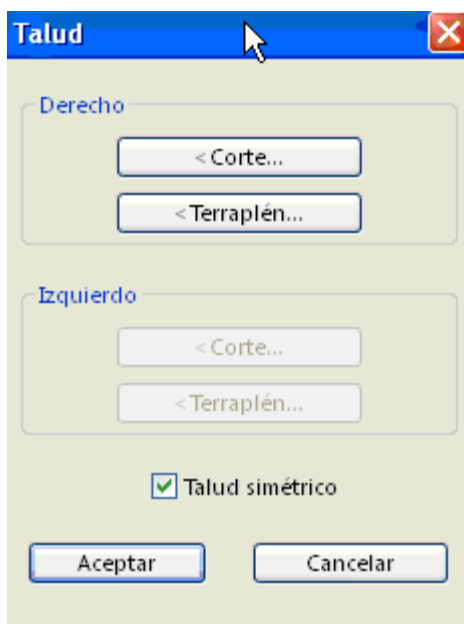 Talud
Derecho
< Corte...
< Terraplén...
Izquierdo
< Corte...
< Terraplén...
Talud simétrico
Aceptar Cancelar